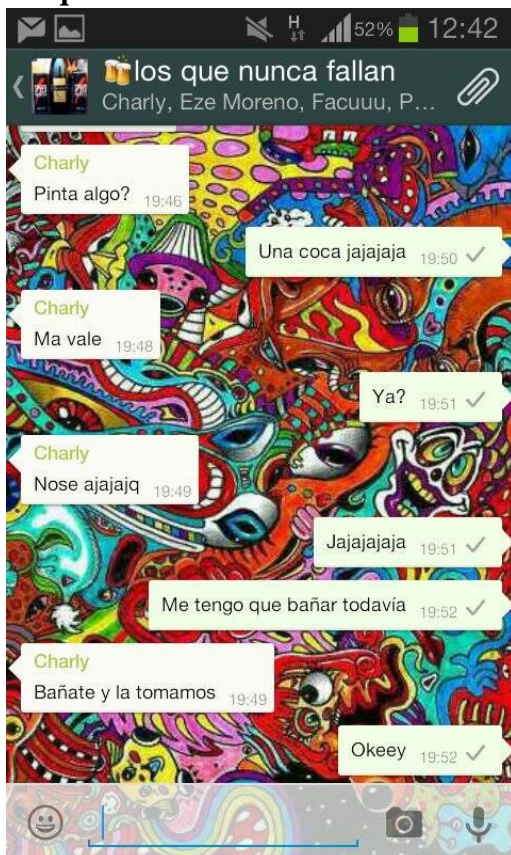 H
52%
12:42
los que nunca fallan
Charly, Eze Moreno, Facuuu, P...
Charly
Pinta algo? 19:46
Una coca jajajaja 19:50
Charly
Ma vale 19:48
Ya? 19:51
Charly
Nose ajajajq 19:49
Jajajajaja 19:51
Me tengo que bañar todavía 19:52
Charly
Bañate y la tomamos 19:49
Okeey 19:52